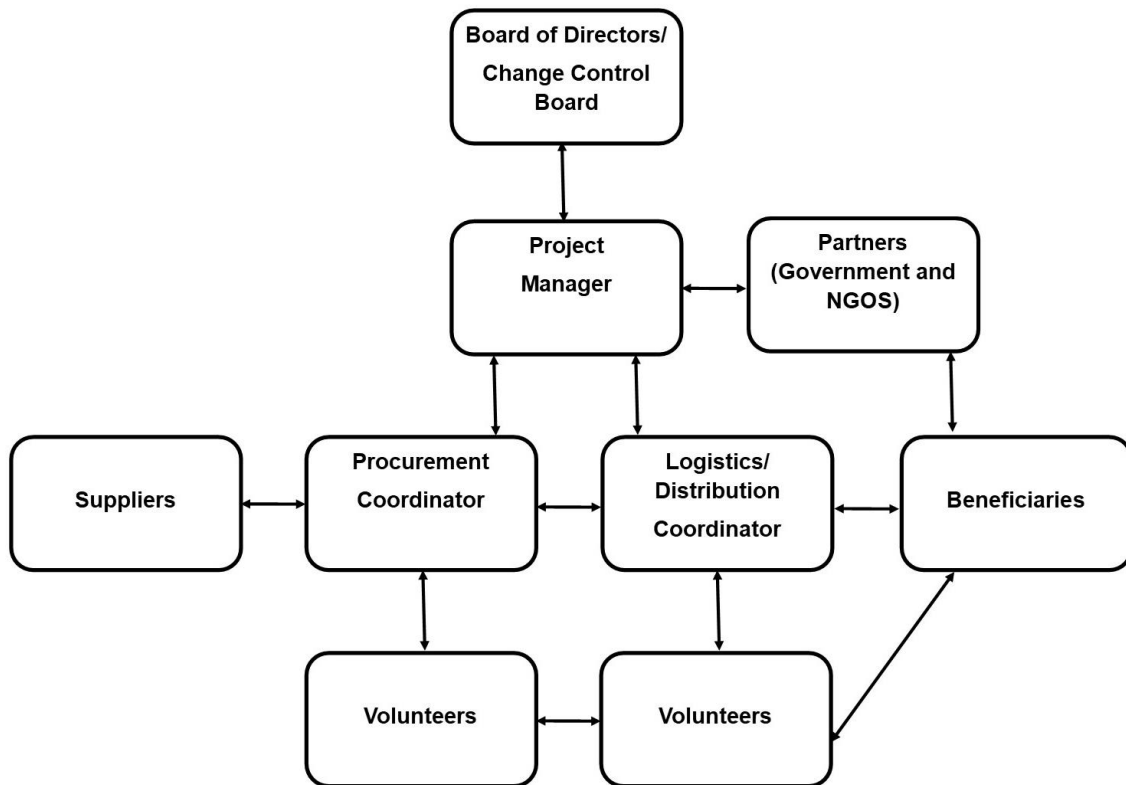 Board of Directors/
Change Control
Board
Project
Manager
Partners
(Government and
NGOS)
Suppliers
Procurement
Coordinator
Logistics/
Distribution
Coordinator
Beneficiaries
Volunteers
Volunteers